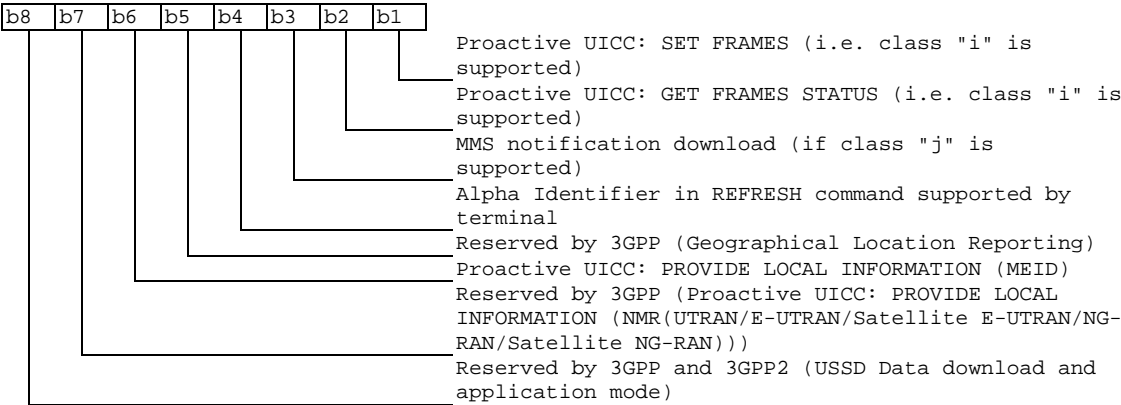 b8 b7 b6 b5 b4 b3 b2 b1
Proactive UICC: SET FRAMES (i.e. class "i" is
supported)
Proactive UICC: GET FRAMES STATUS (i.e. class "i" is
supported)
MMS notification download (if class "j" is
supported)
Alpha Identifier in REFRESH command supported by
terminal
Reserved by 3GPP (Geographical Location Reporting)
Proactive UICC: PROVIDE LOCAL INFORMATION (MEID)
Reserved by 3GPP (Proactive UICC: PROVIDE LOCAL
INFORMATION (NMR(UTRAN/E-UTRAN/Satellite E-UTRAN/NG-
RAN/Satellite NG-RAN)))
Reserved by 3GPP and 3GPP2 (USSD Data download and
application mode)